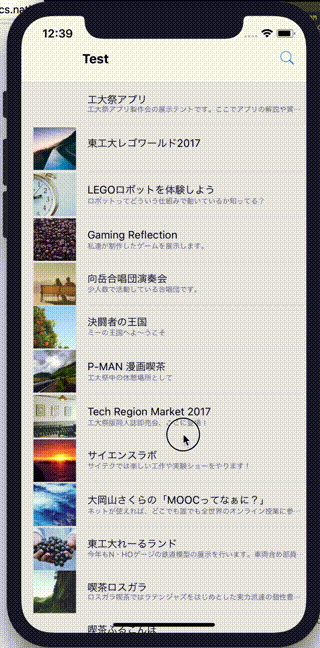 cs.na
12:39
Test
工大祭アプリ
工大祭アプリ製作会の展示テントです。ここでアプリの解説や質…
東工大レゴワールド2017
LEGOロボットを体験しよう
ロボットってどういう仕組みで動いているか知ってる？
Gaming Reflection
私達が制作したゲームを展示します。
向岳合唱団演奏会
少人数で活動している合唱団です。
決闘者の王国
ミーの王国へよ〜うこそ
P-MAN 漫画喫茶
工大祭中の休憩場所として
Tech Region Market 2017
工大祭版同人誌即売会、ここに登場！
サイエンスラボ
サイテクでは楽しい工作や実験ショーをやります！
大岡山さくらの「MOOCってなぁに？」
ネットが使えれば、どこでも誰でも全世界のオンライン授業に参…
東工大れーるランド
今年もN・HOゲージの鉄道模型の展示を行います。車両含め部員…
喫茶ロスガラ
ロスガラ喫茶ではラテンジャズをはじめとした実力派達の個性豊…
喫茶ふるこんは